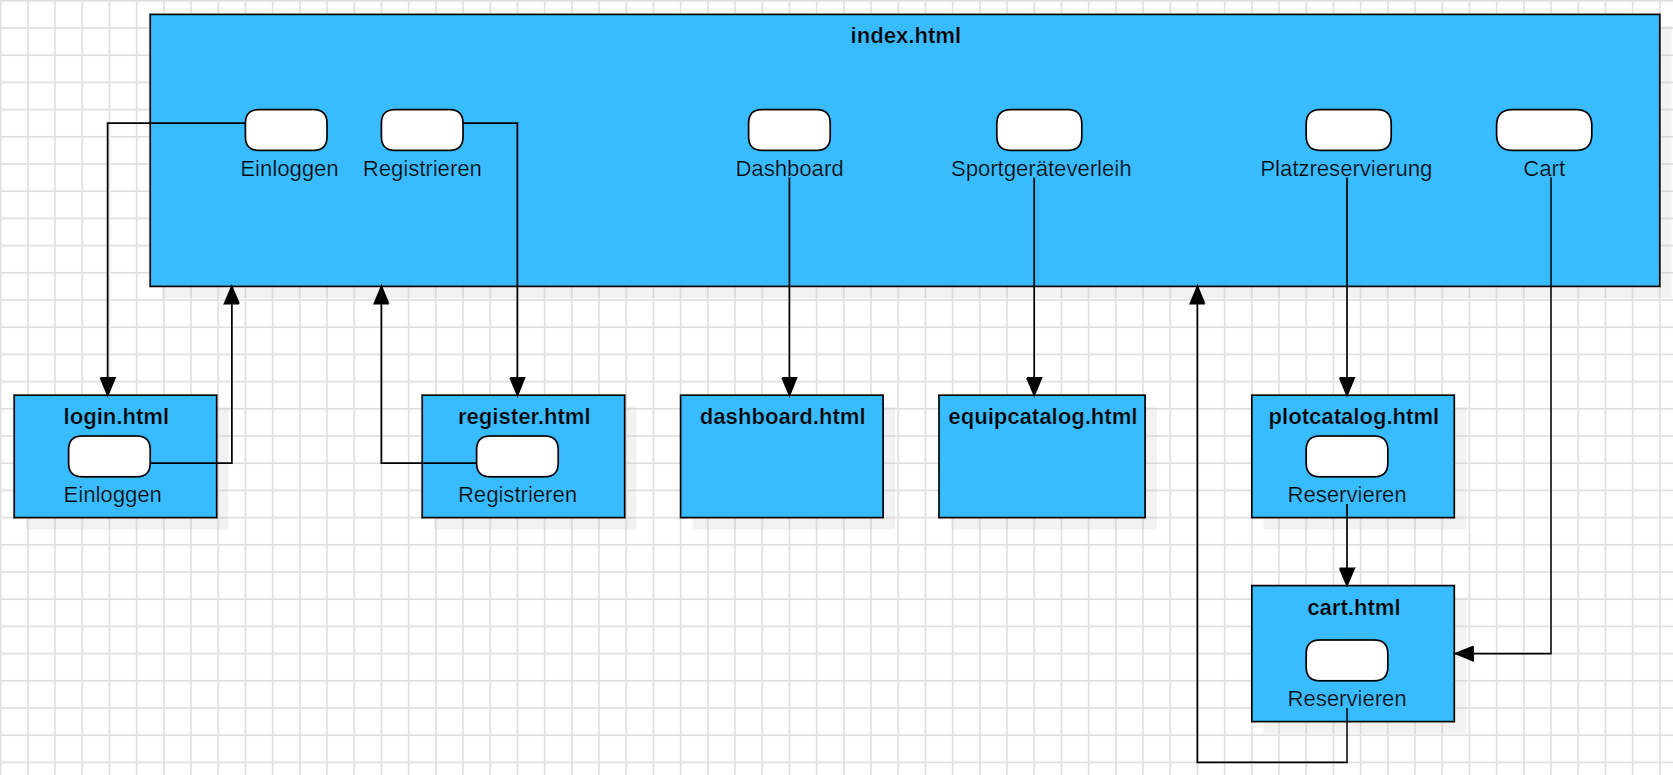 index.html
Einloggen
Registrieren
Dashboard
Sportgeräteverleih
Platzreservierung
Cart
login.html
Einloggen
register.html
Registrieren
dashboard.html
equipcatalog.html
plotcatalog.html
Reservieren
cart.html
Reservieren